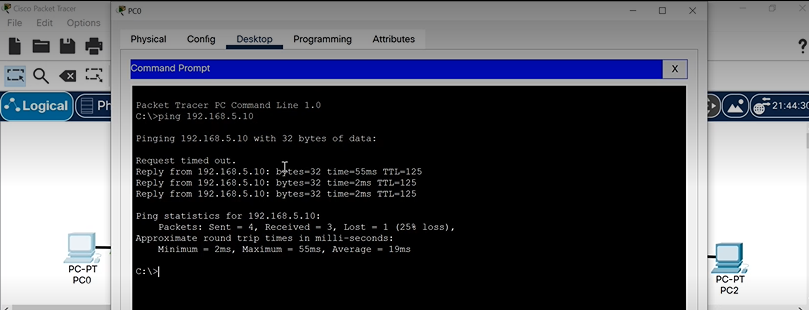 Cisco Packet Tracer
File Edit Options
PC0
Physical Config Desktop Programming Attributes
Command Prompt
X
Logical
Ph
21:44:30
?
Packet Tracer PC Command Line 1.0
C:\>ping 192.168.5.10
Pinging 192.168.5.10 with 32 bytes of data:
Request timed out.
Reply from 192.168.5.10: bytes=32 time=55ms TTL=125
Reply from 192.168.5.10: bytes=32 time=2ms TTL=125
Reply from 192.168.5.10: bytes=32 time=2ms TTL=125
Ping statistics for 192.168.5.10:
Packets: Sent = 4, Received = 3, Lost = 1 (25% loss),
Approximate round trip times in milli-seconds:
Minimum = 2ms, Maximum = 55ms, Average = 19ms
C:\>
PC-PT
PC0
PC-PT
PC2